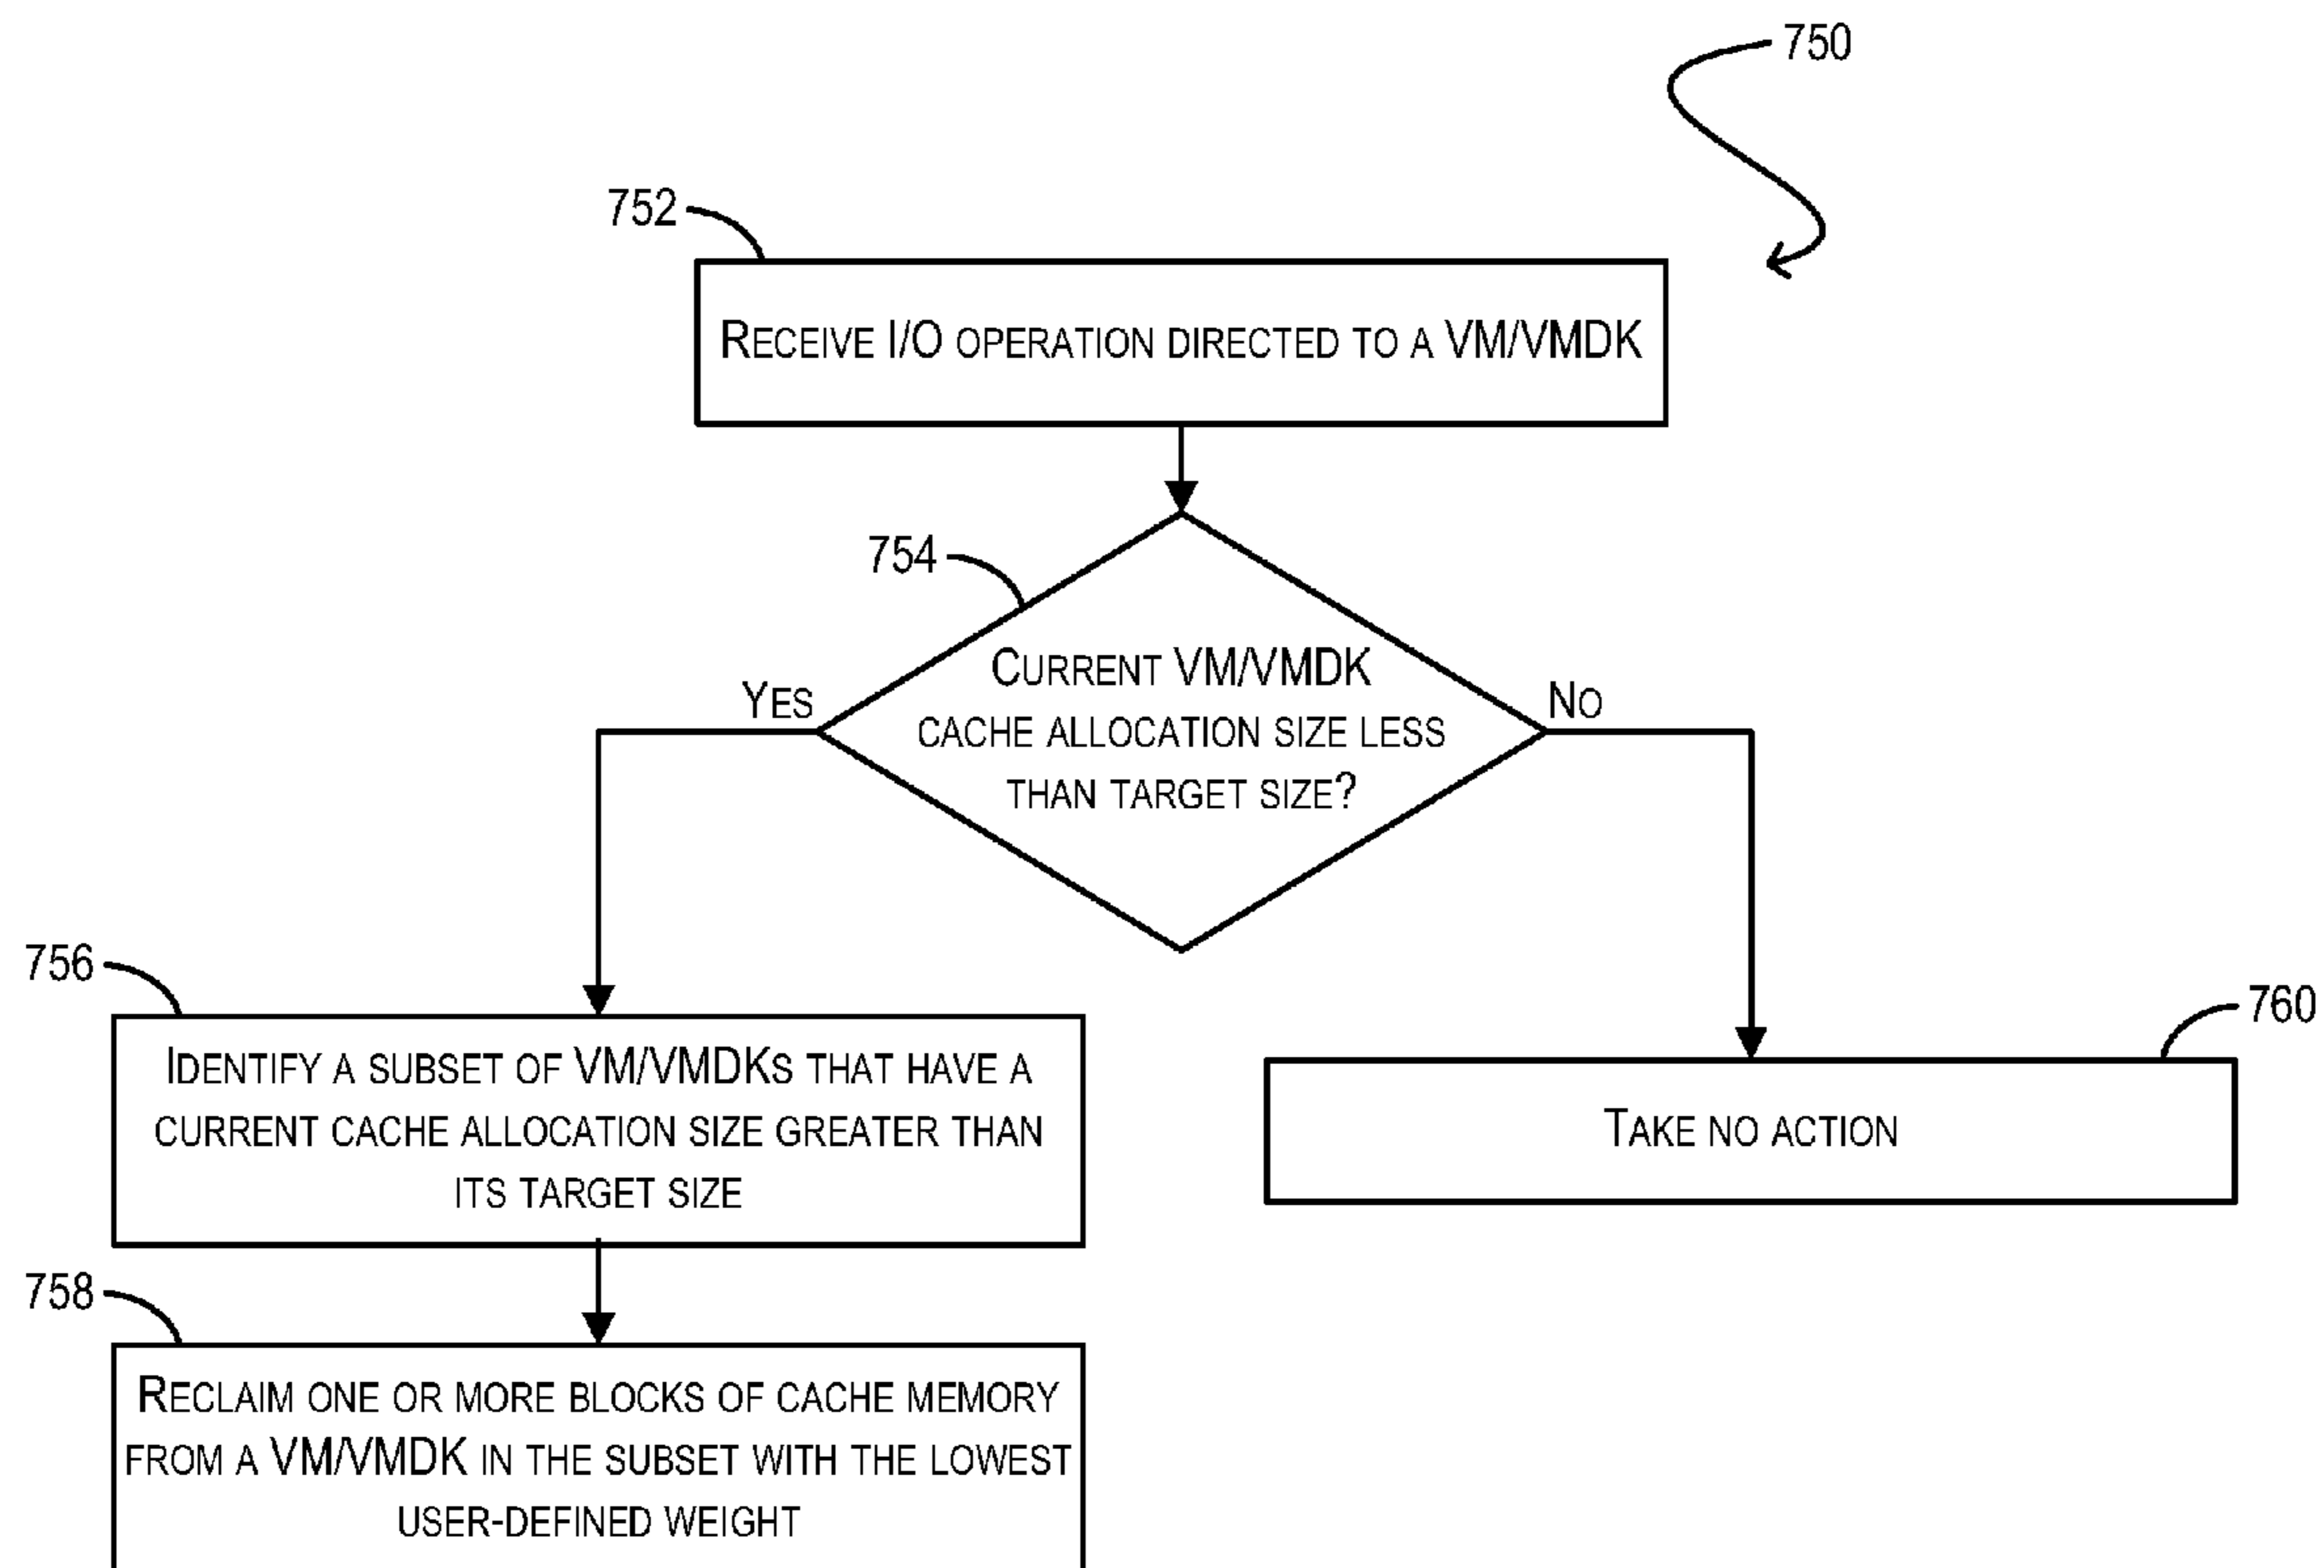 750
752
RECEIVE I/O OPERATION DIRECTED TO A VM/VMDK
754
CURRENT VM/VMDK
CACHE ALLOCATION SIZE LESS
THAN TARGET SIZE?
YES
NO
756
IDENTIFY A SUBSET OF VM/VMDKS THAT HAVE A
CURRENT CACHE ALLOCATION SIZE GREATER THAN
ITS TARGET SIZE
760
TAKE NO ACTION
758
RECLAIM ONE OR MORE BLOCKS OF CACHE MEMORY
FROM A VM/VMDK IN THE SUBSET WITH THE LOWEST
USER-DEFINED WEIGHT